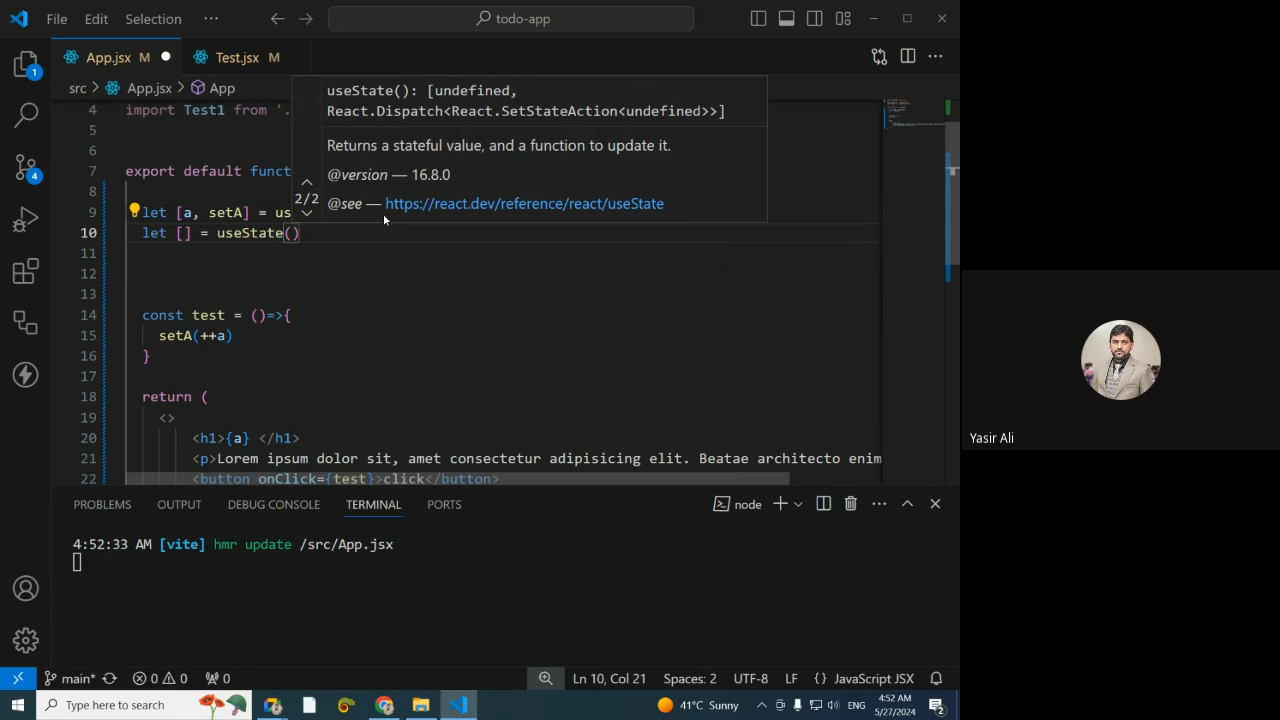 File Edit Selection ··· todo-app
App.jsx M Test.jsx M
src > App.jsx > App
4 import Test1 from '.
5
6
7 export default funct
8
9 let [a, setA] = us
10 let [] = useState()
11
12
13
14 const test = ()=>{
15 setA(++a)
16 }
17
18 return (
19 <>
20 <h1>{a} </h1>
21 <p>Lorem ipsum dolor sit, amet consectetur adipisicing elit. Beatae architecto enim
22 <button onClick={test}>click</button>
useState(): [undefined,
React.Dispatch<React.SetStateAction<undefined>>]
Returns a stateful value, and a function to update it.
@version — 16.8.0
2/2
@see — https://react.dev/reference/react/useState
1
4
PROBLEMS OUTPUT DEBUG CONSOLE TERMINAL PORTS node
4:52:33 AM [vite] hmr update /src/App.jsx
main* 0 0 0 Ln 10, Col 21 Spaces: 2 UTF-8 LF {} JavaScript JSX
Type here to search 41°C Sunny ENG 4:52 AM
5/27/2024
2
Yasir Ali